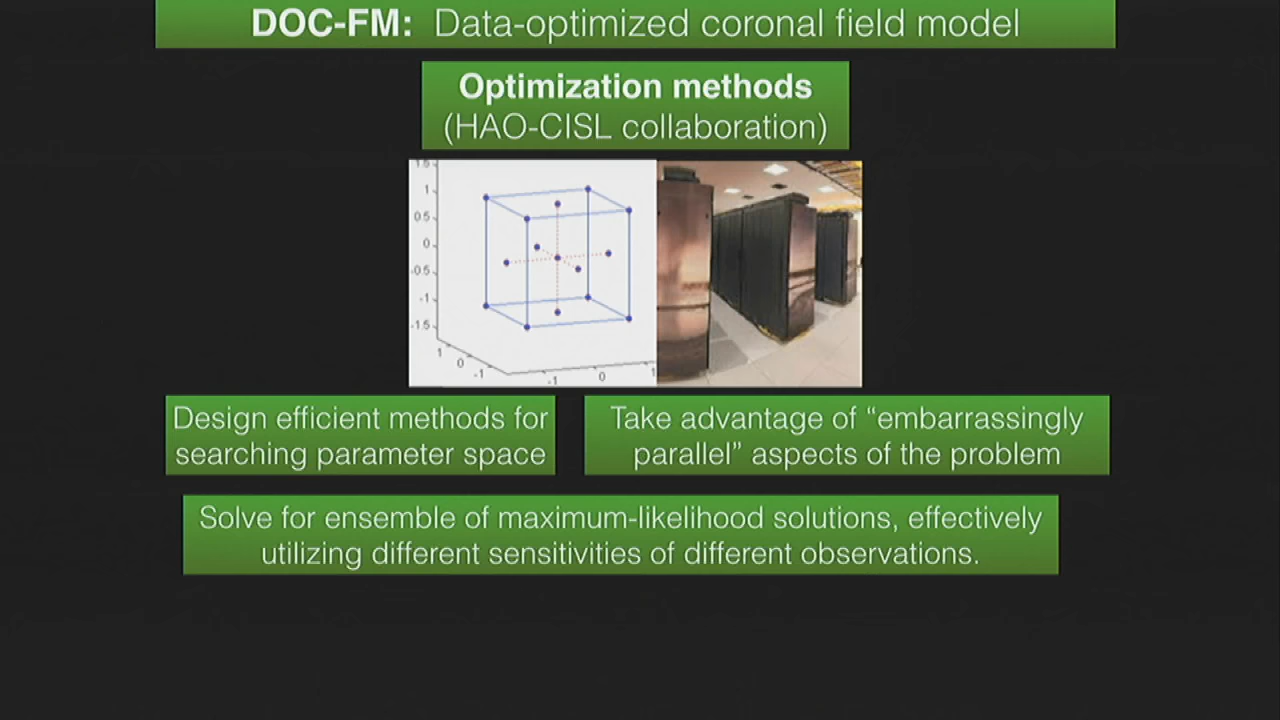 DOC-FM: Data-optimized coronal field model
Optimization methods
(HAO-CISL collaboration)
1.5
1
0.5
0
-0.5
-1
-1.5
1
0
-1
-1
0
1
Design efficient methods for
searching parameter space
Take advantage of “embarrassingly
parallel” aspects of the problem
Solve for ensemble of maximum-likelihood solutions, effectively
utilizing different sensitivities of different observations.